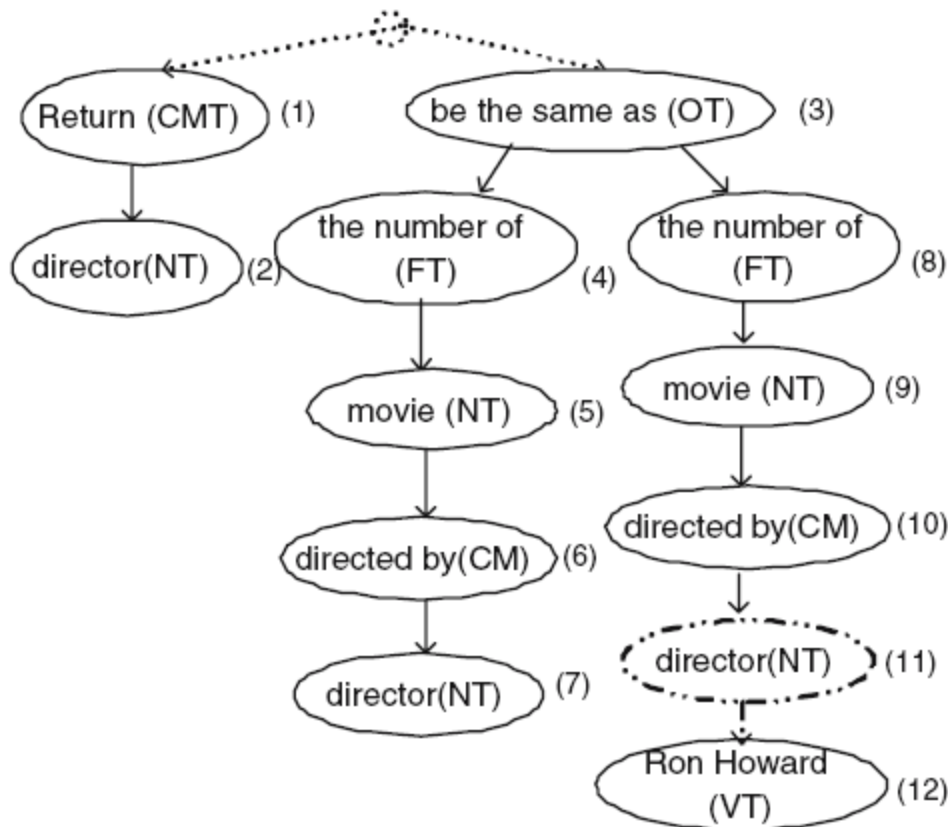 Return (CMT) (1)
be the same as (OT) (3)
director(NT) (2)
the number of
(FT) (4)
the number of
(FT) (8)
movie (NT) (5)
movie (NT) (9)
directed by(CM) (6)
directed by(CM) (10)
director(NT) (7)
director(NT) (11)
Ron Howard
(VT) (12)